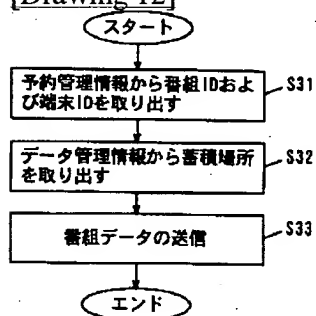 [Drawing 12]
スタート
予約管理情報から番組IDおよ
び端末IDを取り出す
S31
データ管理情報から蓄積場所
を取り出す
S32
番組データの送信
S33
エンド